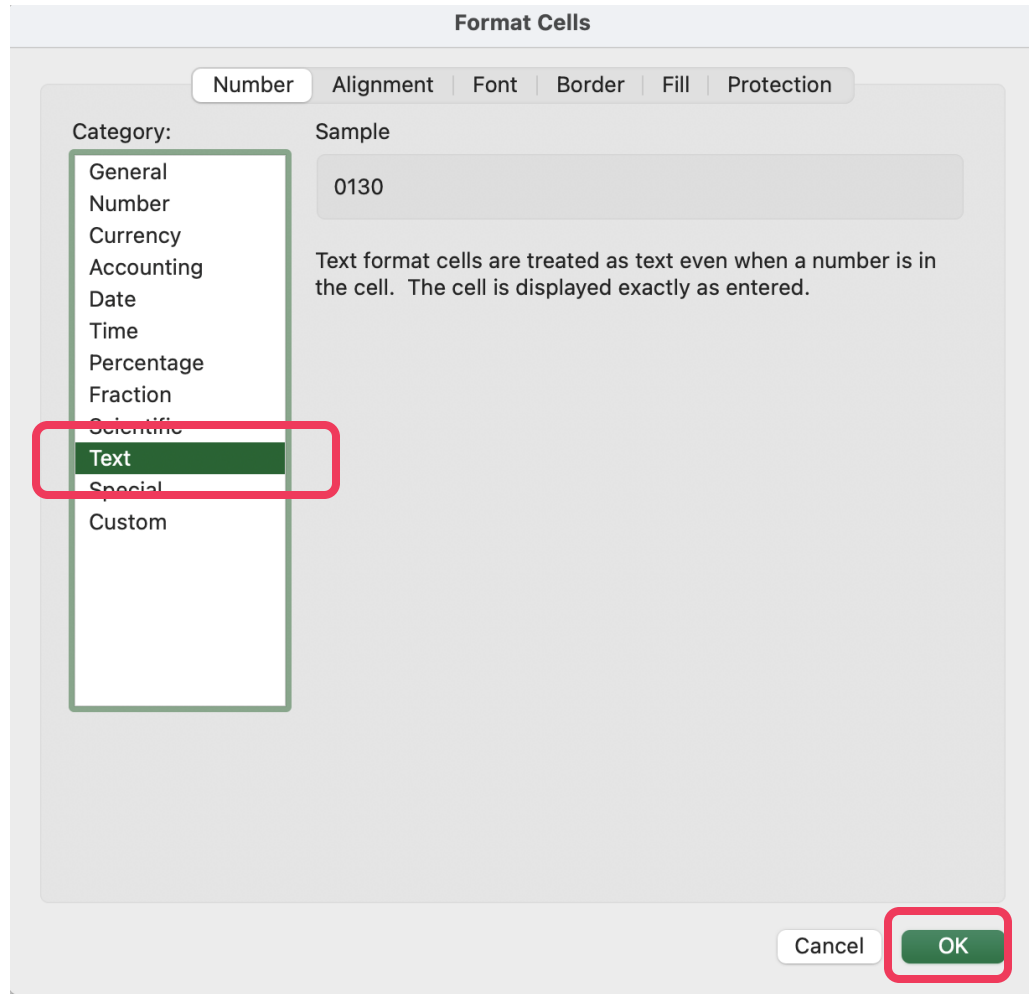 Format Cells
Number Alignment Font Border Fill Protection
Category:
General
Number
Currency
Accounting
Date
Time
Percentage
Fraction
Scientific
Text
Special
Custom
Sample
0130
Text format cells are treated as text even when a number is in
the cell.  The cell is displayed exactly as entered.
Cancel OK